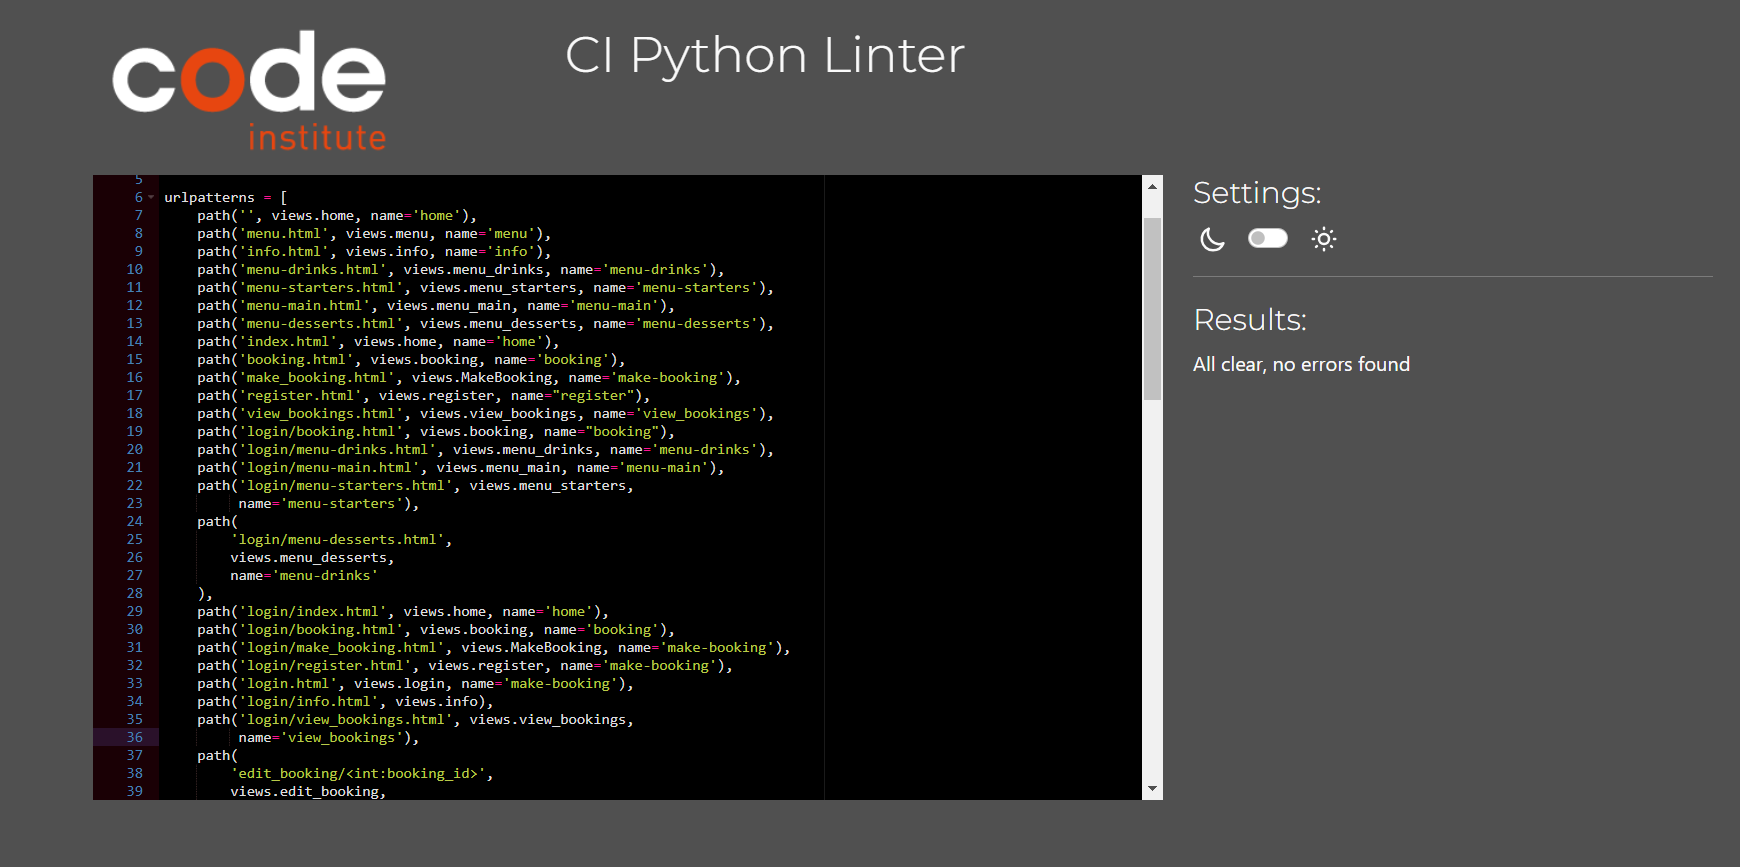 code
institute
CI Python Linter
5
6 urlpatterns = [
7 path('', views.home, name='home'),
8 path('menu.html', views.menu, name='menu'),
9 path('info.html', views.info, name='info'),
10 path('menu-drinks.html', views.menu_drinks, name='menu-drinks'),
11 path('menu-starters.html', views.menu_starters, name='menu-starters'),
12 path('menu-main.html', views.menu_main, name='menu-main'),
13 path('menu-desserts.html', views.menu_desserts, name='menu-desserts'),
14 path('index.html', views.home, name='home'),
15 path('booking.html', views.booking, name='booking'),
16 path('make_booking.html', views.MakeBooking, name='make-booking'),
17 path('register.html', views.register, name="register"),
18 path('view_bookings.html', views.view_bookings, name='view_bookings'),
19 path('login/booking.html', views.booking, name="booking"),
20 path('login/menu-drinks.html', views.menu_drinks, name='menu-drinks'),
21 path('login/menu-main.html', views.menu_main, name='menu-main'),
22 path('login/menu-starters.html', views.menu_starters,
23 name='menu-starters'),
24 path(
25 'login/menu-desserts.html',
26 views.menu_desserts,
27 name='menu-drinks'
28 ),
29 path('login/index.html', views.home, name='home'),
30 path('login/booking.html', views.booking, name='booking'),
31 path('login/make_booking.html', views.MakeBooking, name='make-booking'),
32 path('login/register.html', views.register, name='make-booking'),
33 path('login.html', views.login, name='make-booking'),
34 path('login/info.html', views.info),
35 path('login/view_bookings.html', views.view_bookings,
36 name='view_bookings'),
37 path(
38 'edit_booking/<int:booking_id>',
39 views.edit_booking,
Settings:
Results:
All clear, no errors found